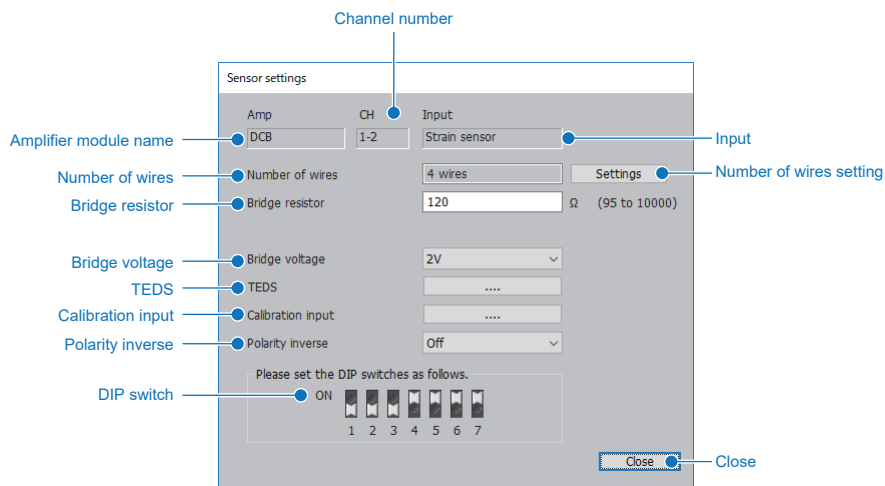 Channel number
Sensor settings
Amp CH Input
Amplifier module name DCB 1-2 Strain sensor Input
Number of wires Number of wires 4 wires Settings Number of wires setting
Bridge resistor Bridge resistor 120 Ω (95 to 10000)
Bridge voltage Bridge voltage 2V
TEDS TEDS ....
Calibration input Calibration input ....
Polarity inverse Polarity inverse Off
Please set the DIP switches as follows.
DIP switch ON
1 2 3 4 5 6 7
Close Close